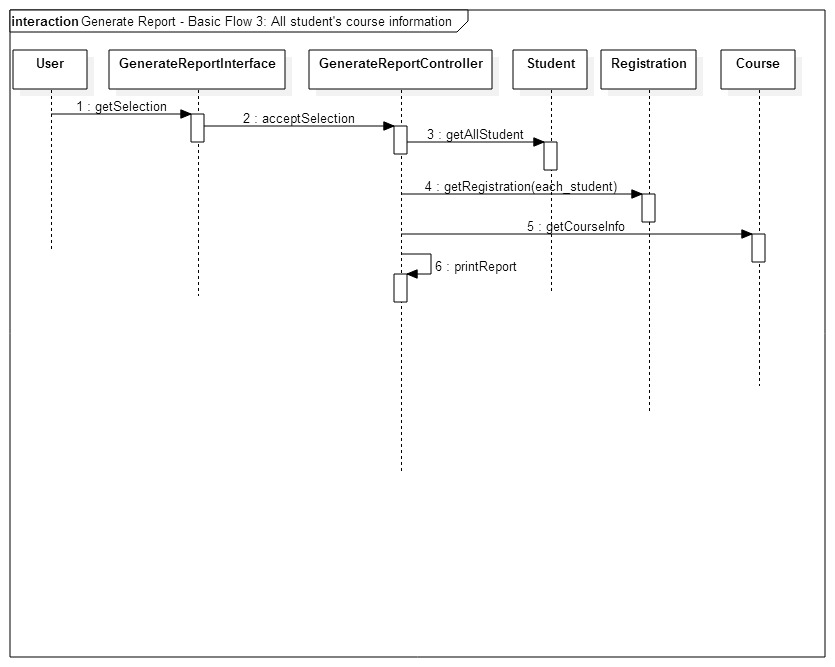 interaction Generate Report - Basic Flow 3: All student's course information
User GenerateReportInterface GenerateReportController Student Registration Course
1 : getSelection
2 : acceptSelection
3 : getAllStudent
4 : getRegistration(each_student)
5 : getCourseInfo
6 : printReport